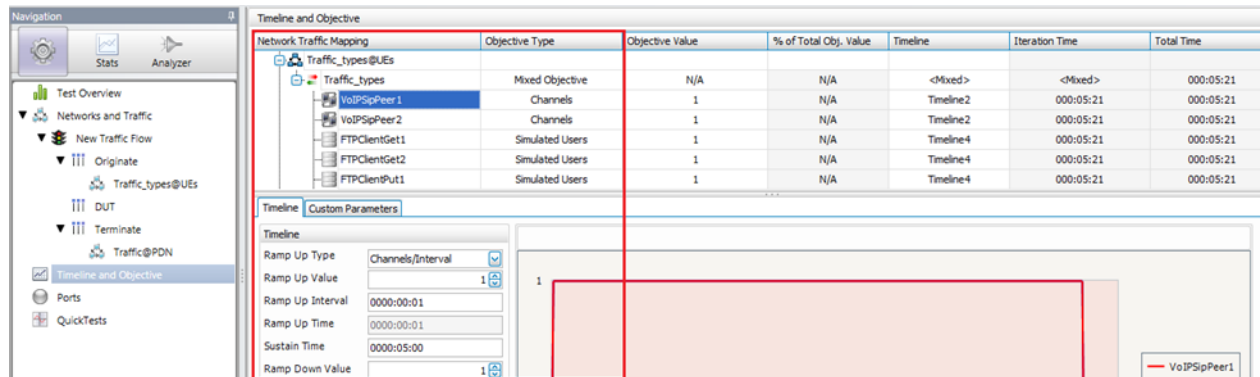 Navigation
Stats
Analyzer
Test Overview
Networks and Traffic
New Traffic Flow
Originate
Traffic_types@UEs
DUT
Terminate
Traffic@PDN
Timeline and Objective
Ports
QuickTests
Timeline and Objective
Network Traffic Mapping Objective Type Objective Value % of Total Obj. Value Timeline Iteration Time Total Time
Traffic_types@UEs
Traffic_types Mixed Objective N/A N/A <Mixed> <Mixed> 000:05:21
VoIPSipPeer1 Channels 1 N/A Timeline2 000:05:21 000:05:21
VoIPSipPeer2 Channels 1 N/A Timeline2 000:05:21 000:05:21
FTPClientGet1 Simulated Users 1 N/A Timeline4 000:05:21 000:05:21
FTPClientGet2 Simulated Users 1 N/A Timeline4 000:05:21 000:05:21
FTPClientPut1 Simulated Users 1 N/A Timeline4 000:05:21 000:05:21
Timeline Custom Parameters
Timeline
Ramp Up Type Channels/Interval
Ramp Up Value 1
Ramp Up Interval 0000:00:01
Ramp Up Time 0000:00:01
Sustain Time 0000:05:00
Ramp Down Value 1
1
VoIPSipPeer1